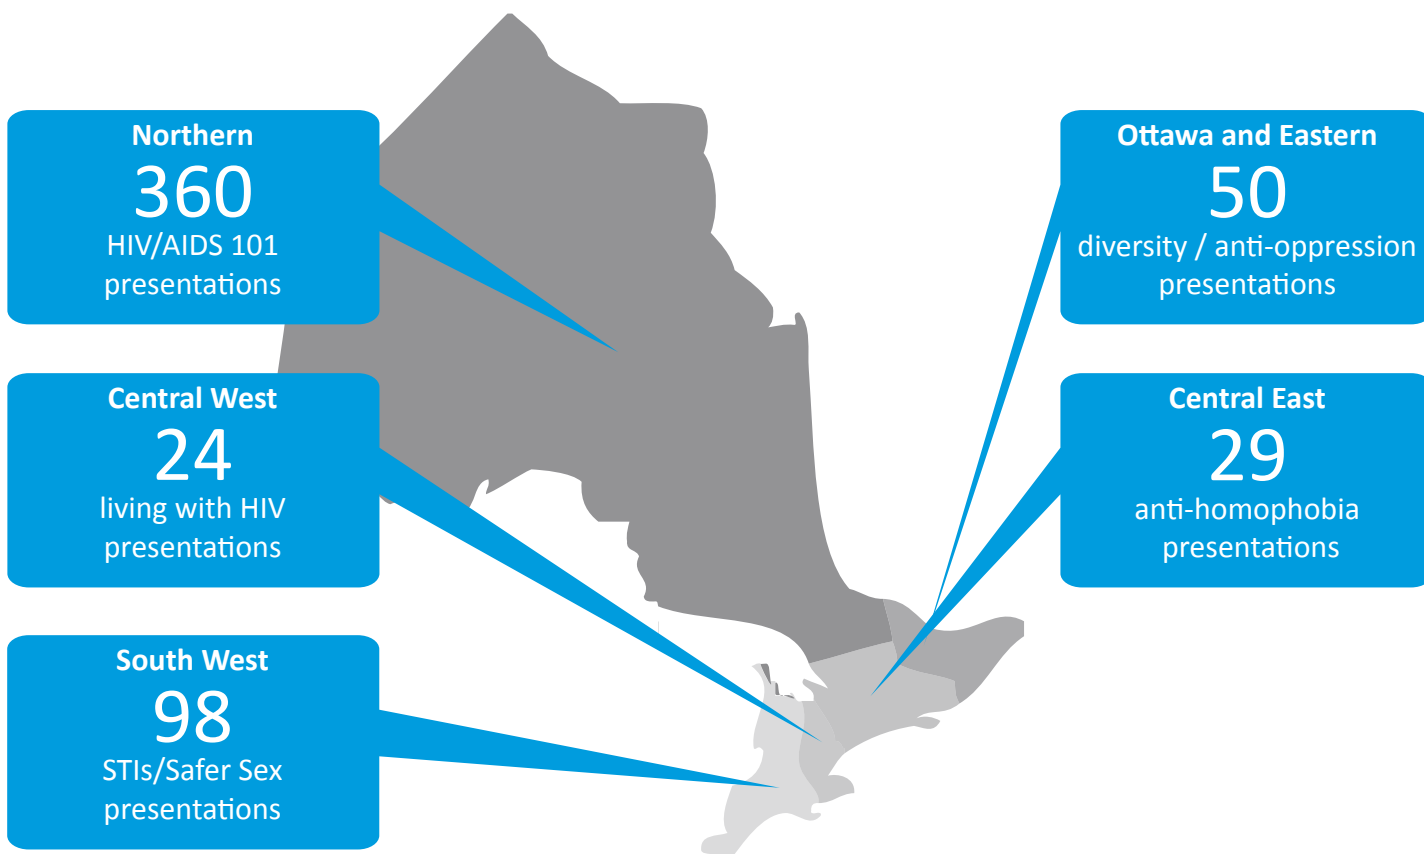 Northern
360
HIV/AIDS 101
presentations
Central West
24
living with HIV
presentations
South West
98
STIs/Safer Sex
presentations
Ottawa and Eastern
50
diversity / anti-oppression
presentations
Central East
29
anti-homophobia
presentations